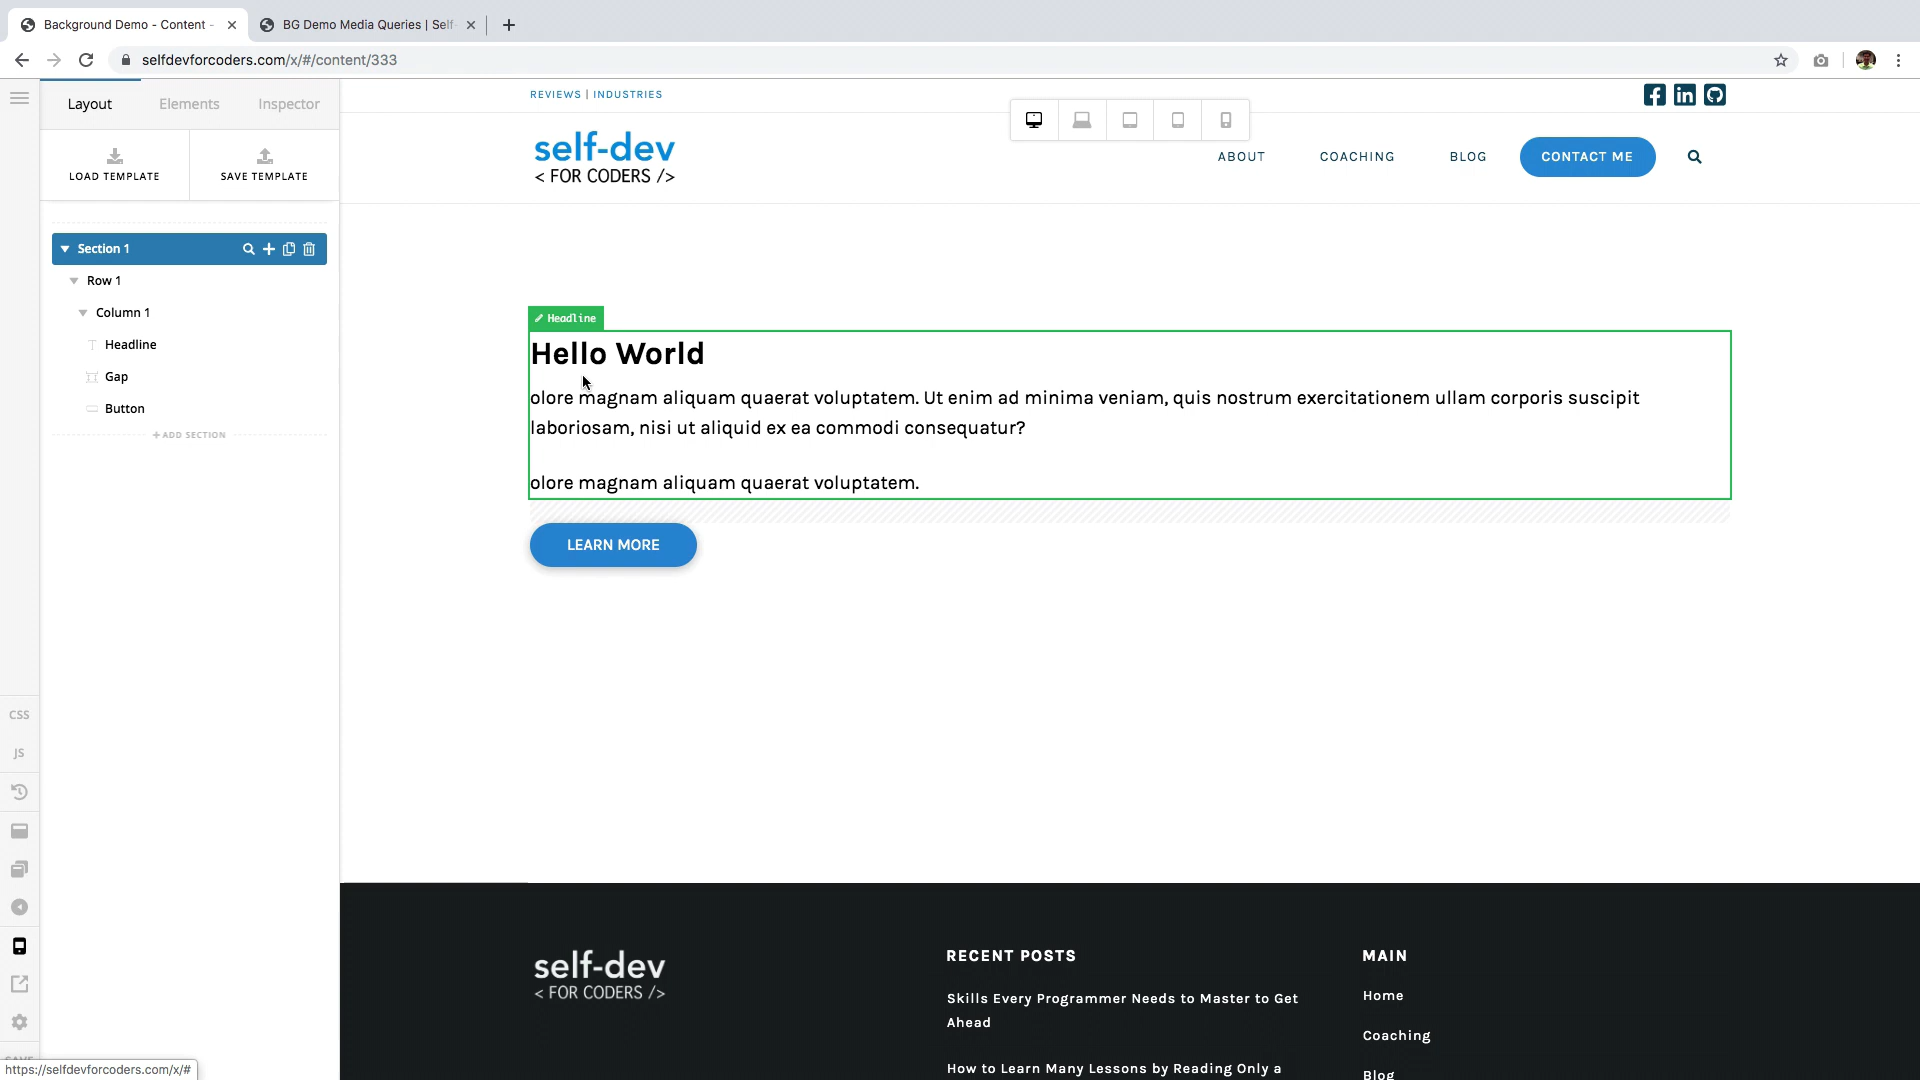 Background Demo - Content -
BG Demo Media Queries | Self-
selfdevforcoders.com/x/#/content/333
Layout
Elements
Inspector
LOAD TEMPLATE
SAVE TEMPLATE
Section 1
Row 1
Column 1
Headline
Gap
Button
+ ADD SECTION
CSS
JS
SAVE
https://selfdevforcoders.com/x/#
REVIEWS | INDUSTRIES
self-dev
< FOR CODERS />
ABOUT
COACHING
BLOG
CONTACT ME
Headline
Hello World
olore magnam aliquam quaerat voluptatem. Ut enim ad minima veniam, quis nostrum exercitationem ullam corporis suscipit
laboriosam, nisi ut aliquid ex ea commodi consequatur?
olore magnam aliquam quaerat voluptatem.
LEARN MORE
self-dev
< FOR CODERS />
RECENT POSTS
Skills Every Programmer Needs to Master to Get
Ahead
How to Learn Many Lessons by Reading Only a
MAIN
Home
Coaching
Blog